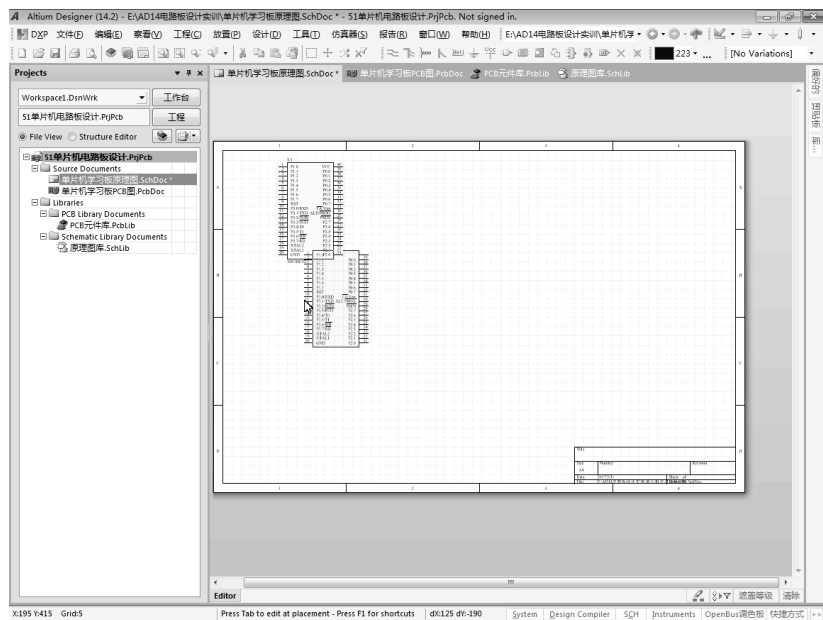 Altium Designer (14.2) - E:\AD14电路板设计实训\单片机学习板原理图.SchDoc * - 51单片机电路板设计.PrjPcb. Not signed in.
DXP 文件(F) 编辑(E) 察看(V) 工程(C) 放置(P) 设计(D) 工具(T) 仿真器(S) 报告(R) 窗口(W) 帮助(H) E:\AD14电路板设计实训\单片机学
223 ... [No Variations]
Projects
单片机学习板原理图.SchDoc * 单片机学习板PCB图.PcbDoc PCB元件库.PcbLib 原理图库.SchLib
Workspace1.DsnWrk 工作台
51单片机电路板设计.PrjPcb 工程
File View Structure Editor
51单片机电路板设计.PrjPcb
Source Documents
单片机学习板原理图.SchDoc *
单片机学习板PCB图.PcbDoc
Libraries
PCB Library Documents
PCB元件库.PcbLib
Schematic Library Documents
原理图库.SchLib
偏好的
剪贴板
库...
Editor 遮盖等级 清除
X:195 Y:415 Grid:5 Press Tab to edit at placement - Press F1 for shortcuts dX:125 dY:-190 System Design Compiler SCH Instruments OpenBus调色板 快捷方式 >>